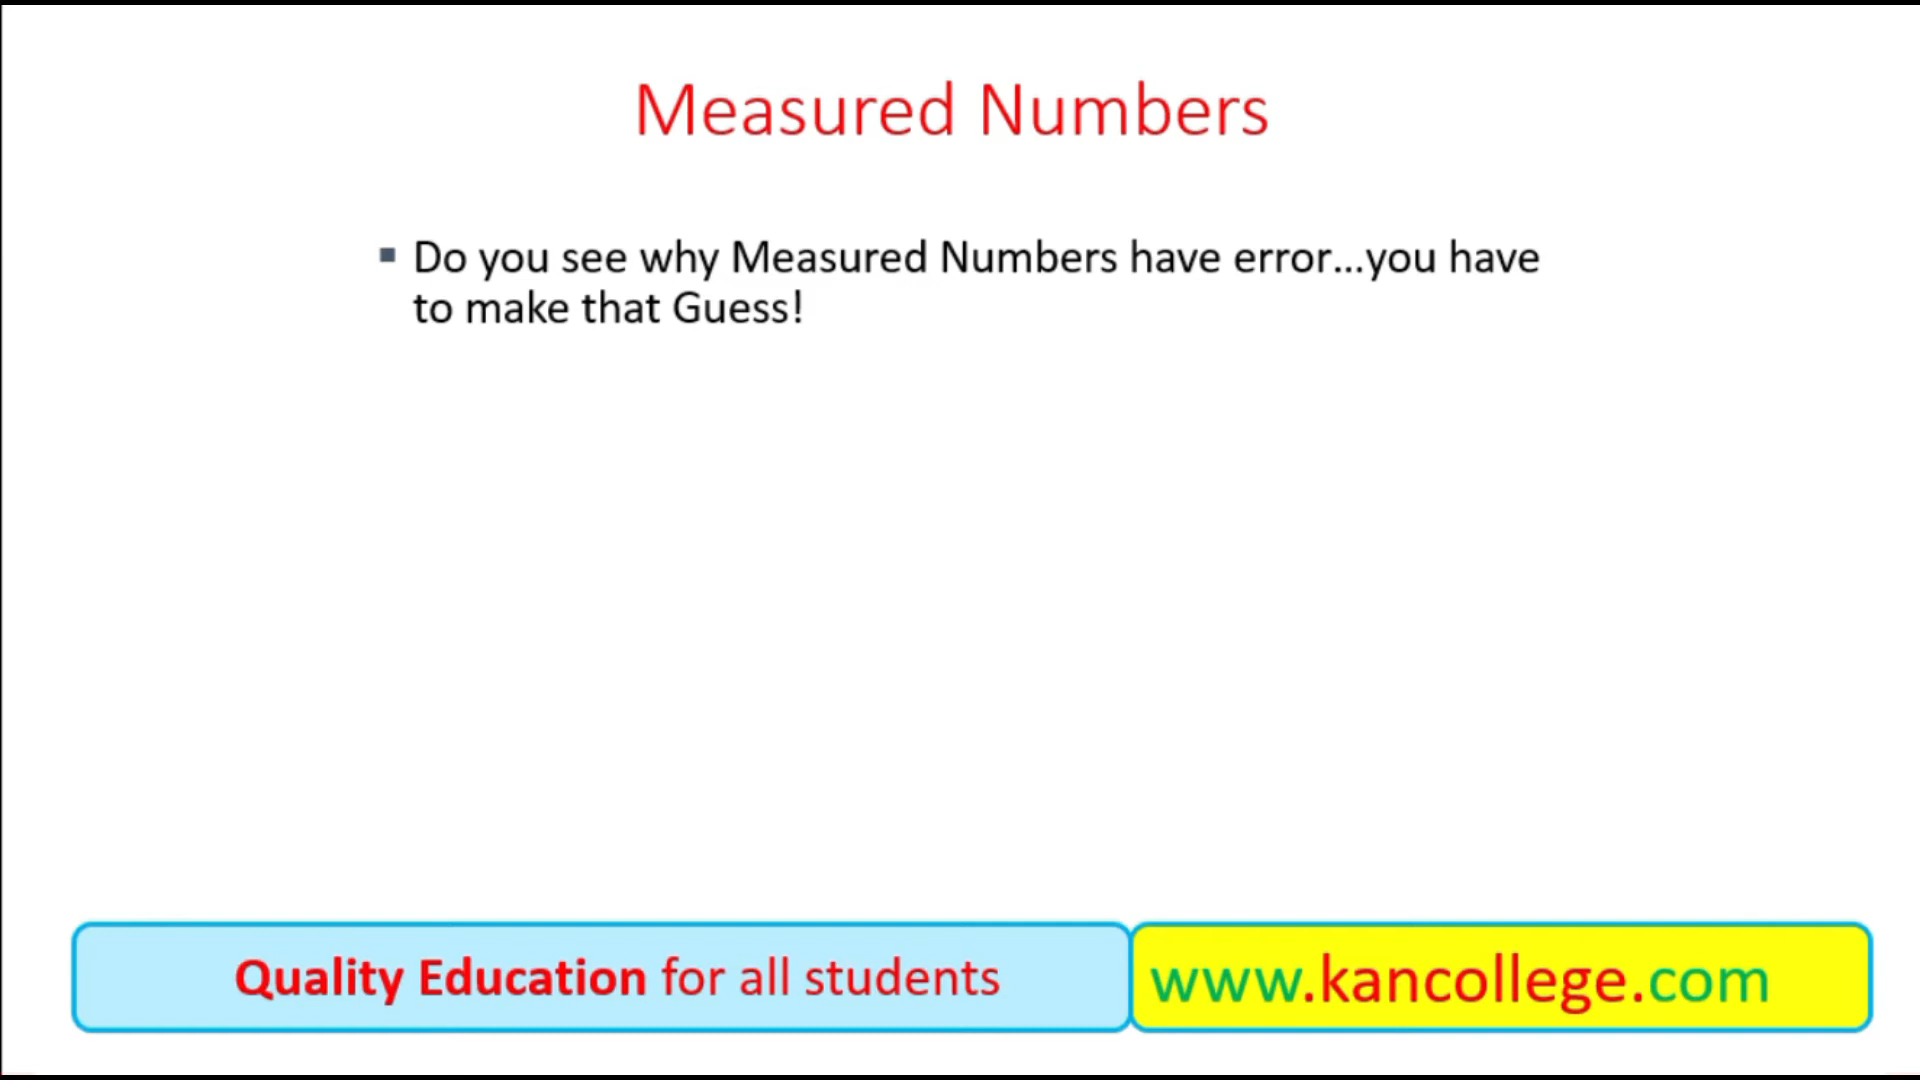 Measured Numbers
▪ Do you see why Measured Numbers have error...you have
to make that Guess!
Quality Education for all students
www.kancollege.com